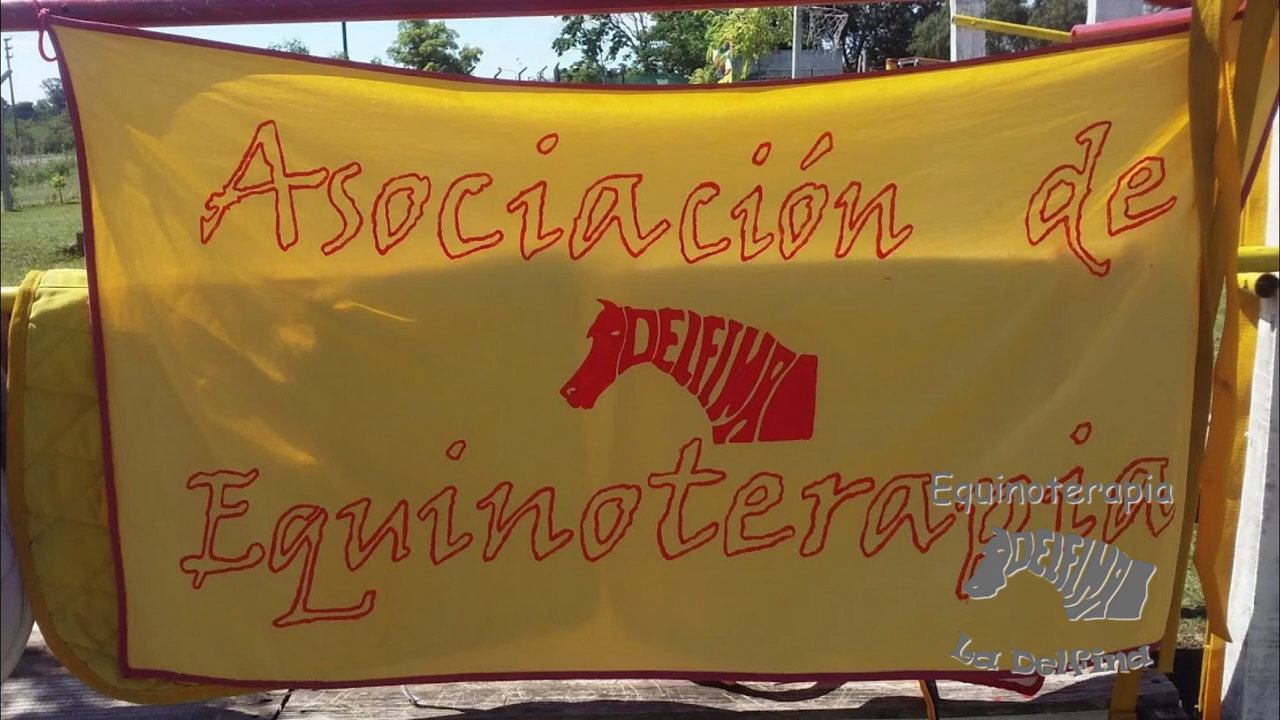 Asociación de
DELFINA
Equinoterapia
Equinoterapia
DELFINA
La Delfina